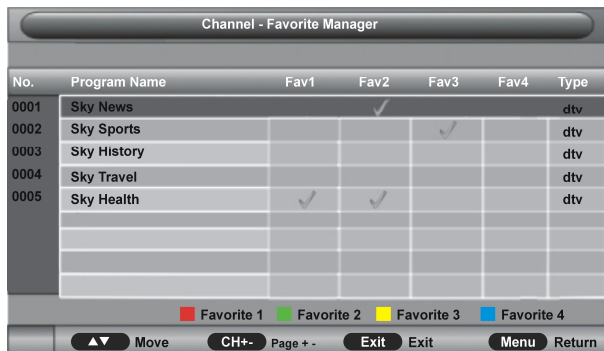 Channel - Favorite Manager
No. Program Name Fav1 Fav2 Fav3 Fav4 Type
0001 Sky News dtv
0002 Sky Sports dtv
0003 Sky History dtv
0004 Sky Travel dtv
0005 Sky Health dtv
Favorite 1 Favorite 2 Favorite 3 Favorite 4
Move CH+- Page + - Exit Exit Menu Return